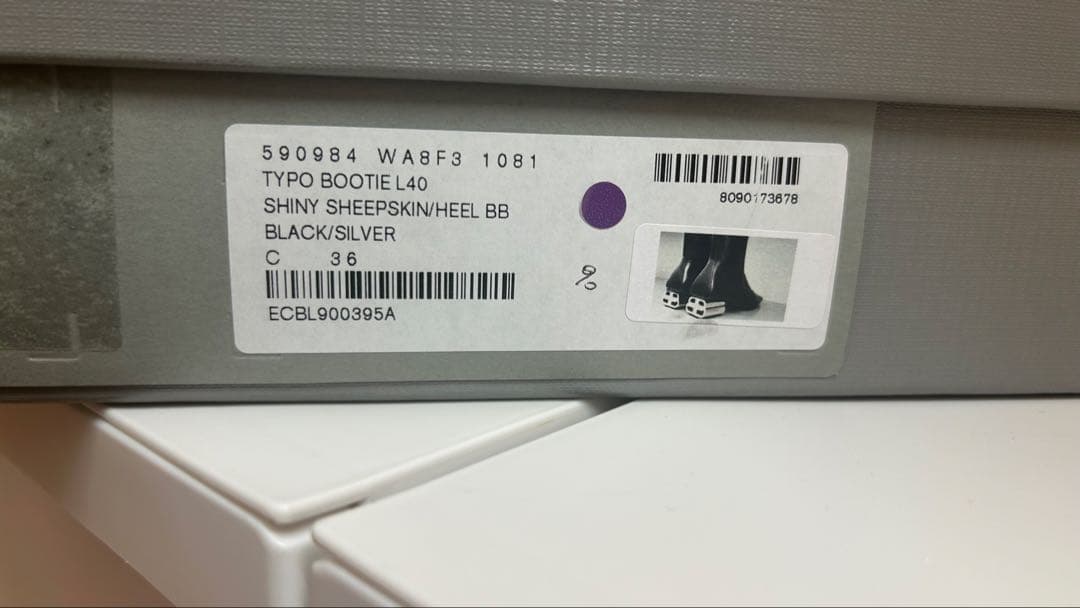 590984 WA8F3 1081
TYPO BOOTIE L40
SHINY SHEEPSKIN/HEEL BB
BLACK/SILVER
C 36
ECBL900395A
8090173678